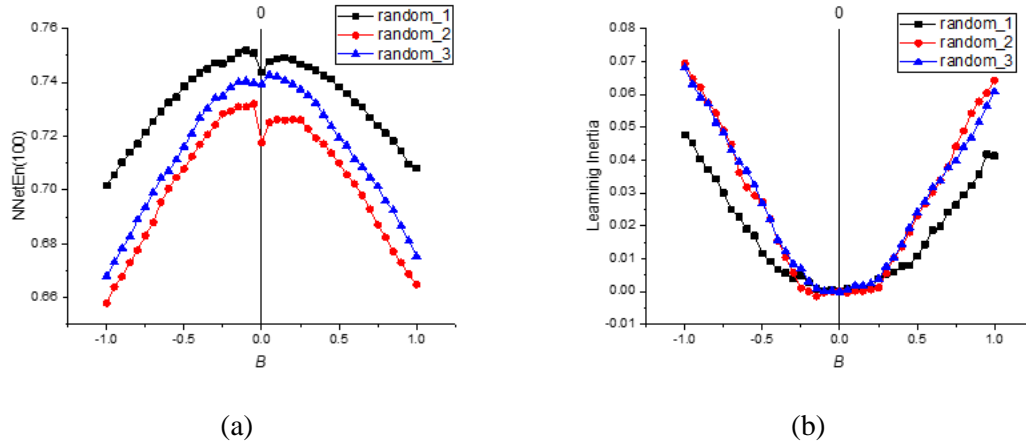 0
random_1
random_2
random_3
NNetEn(100)
0.76
0.74
0.72
0.70
0.68
0.66
-1.0 -0.5 0.0 0.5 1.0
B
(a)
0
random_1
random_2
random_3
Learning Inertia
0.08
0.07
0.06
0.05
0.04
0.03
0.02
0.01
0.00
-0.01
-1.0 -0.5 0.0 0.5 1.0
B
(b)